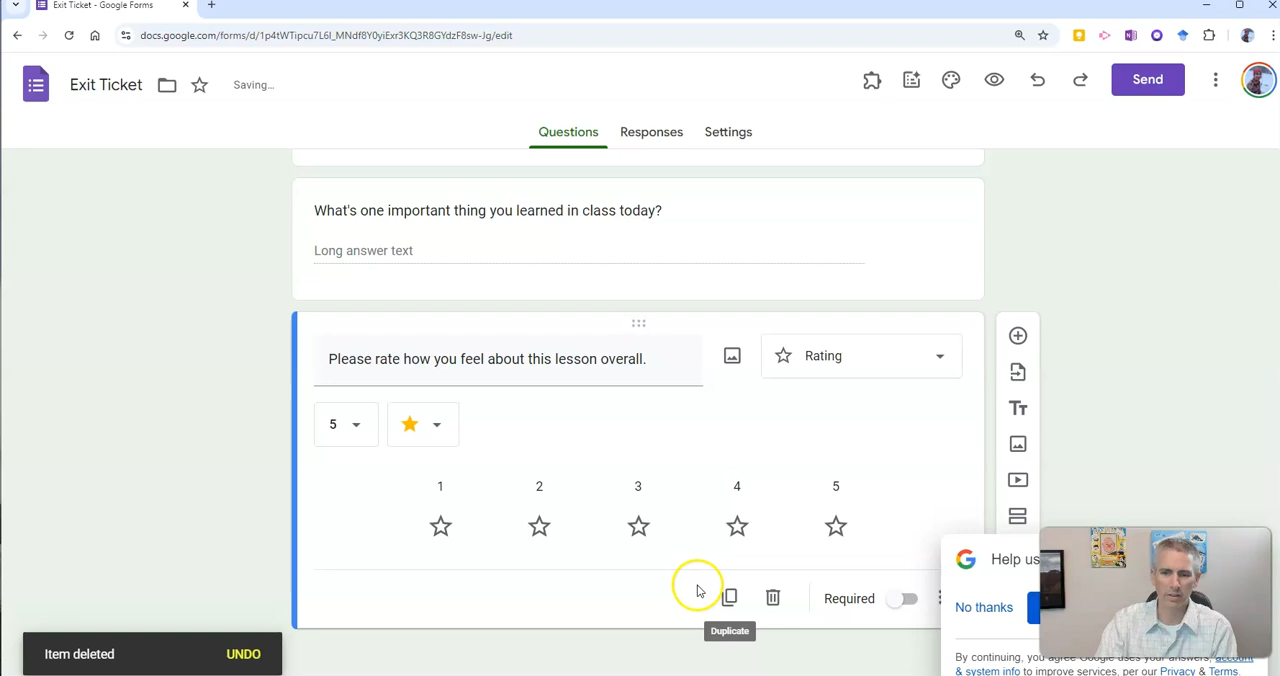 Exit Ticket - Google Forms
docs.google.com/forms/d/1p4tWTipcu7L6I_MNdf8Y0yiExr3KQ3R8GYdzF8sw-Jg/edit
Exit Ticket
Saving...
Send
Questions
Responses
Settings
What's one important thing you learned in class today?
Long answer text
Please rate how you feel about this lesson overall.
Rating
5
1 2 3 4 5
Required
Duplicate
Item deleted
UNDO
Help us
No thanks
By continuing, you agree Google uses your answers, account
& system info to improve services, per our Privacy & Terms.